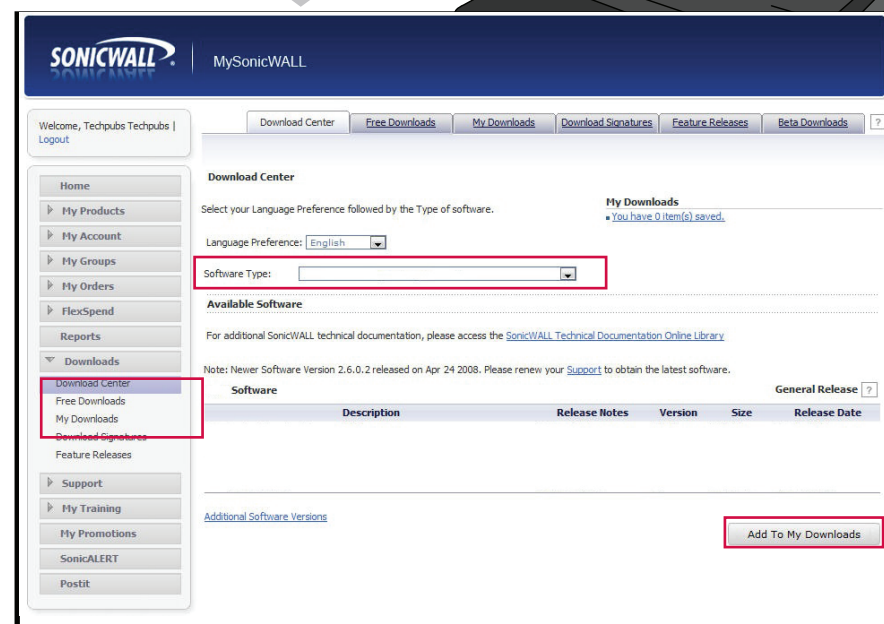 SONICWALL
MySonicWALL
Welcome, Techpubs Techpubs |
Logout
Download Center
Free Downloads
My Downloads
Download Signatures
Feature Releases
Beta Downloads
?
Home
My Products
My Account
My Groups
My Orders
FlexSpend
Reports
Downloads
Download Center
Free Downloads
My Downloads
Download Signatures
Feature Releases
Support
My Training
My Promotions
SonicALERT
Postit
Download Center
Select your Language Preference followed by the Type of software.
My Downloads
You have 0 item(s) saved.
Language Preference: English
Software Type:
Available Software
For additional SonicWALL technical documentation, please access the SonicWALL Technical Documentation Online Library
Note: Newer Software Version 2.6.0.2 released on Apr 24 2008. Please renew your Support to obtain the latest software.
Software
General Release ?
Description Release Notes Version Size Release Date
Additional Software Versions
Add To My Downloads